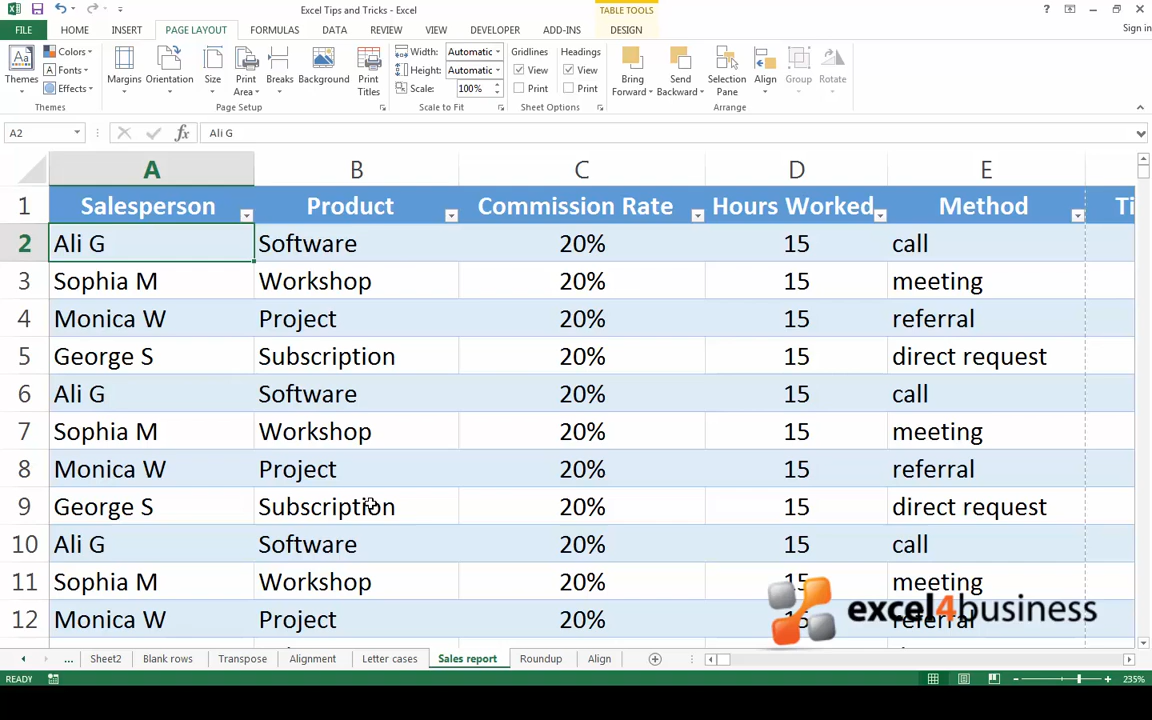 Excel Tips and Tricks - Excel
TABLE TOOLS
?
Sign in
FILE HOME INSERT PAGE LAYOUT FORMULAS DATA REVIEW VIEW DEVELOPER ADD-INS DESIGN
Themes
Colors
Fonts
Effects
Themes
Margins
Orientation
Size
Print Area
Breaks
Background
Print Titles
Page Setup
Width: Automatic
Height: Automatic
Scale: 100%
Scale to Fit
Gridlines
View
Print
Headings
View
Print
Sheet Options
Bring Forward
Send Backward
Selection Pane
Align
Group
Rotate
Arrange
A2 fx Ali G
A B C D E
1 Salesperson Product Commission Rate Hours Worked Method Ti
2 Ali G Software 20% 15 call
3 Sophia M Workshop 20% 15 meeting
4 Monica W Project 20% 15 referral
5 George S Subscription 20% 15 direct request
6 Ali G Software 20% 15 call
7 Sophia M Workshop 20% 15 meeting
8 Monica W Project 20% 15 referral
9 George S Subscription 20% 15 direct request
10 Ali G Software 20% 15 call
11 Sophia M Workshop 20% 15 meeting
12 Monica W Project 20% 15 referral
excel4business
... Sheet2 Blank rows Transpose Alignment Letter cases Sales report Roundup Align
READY 235%